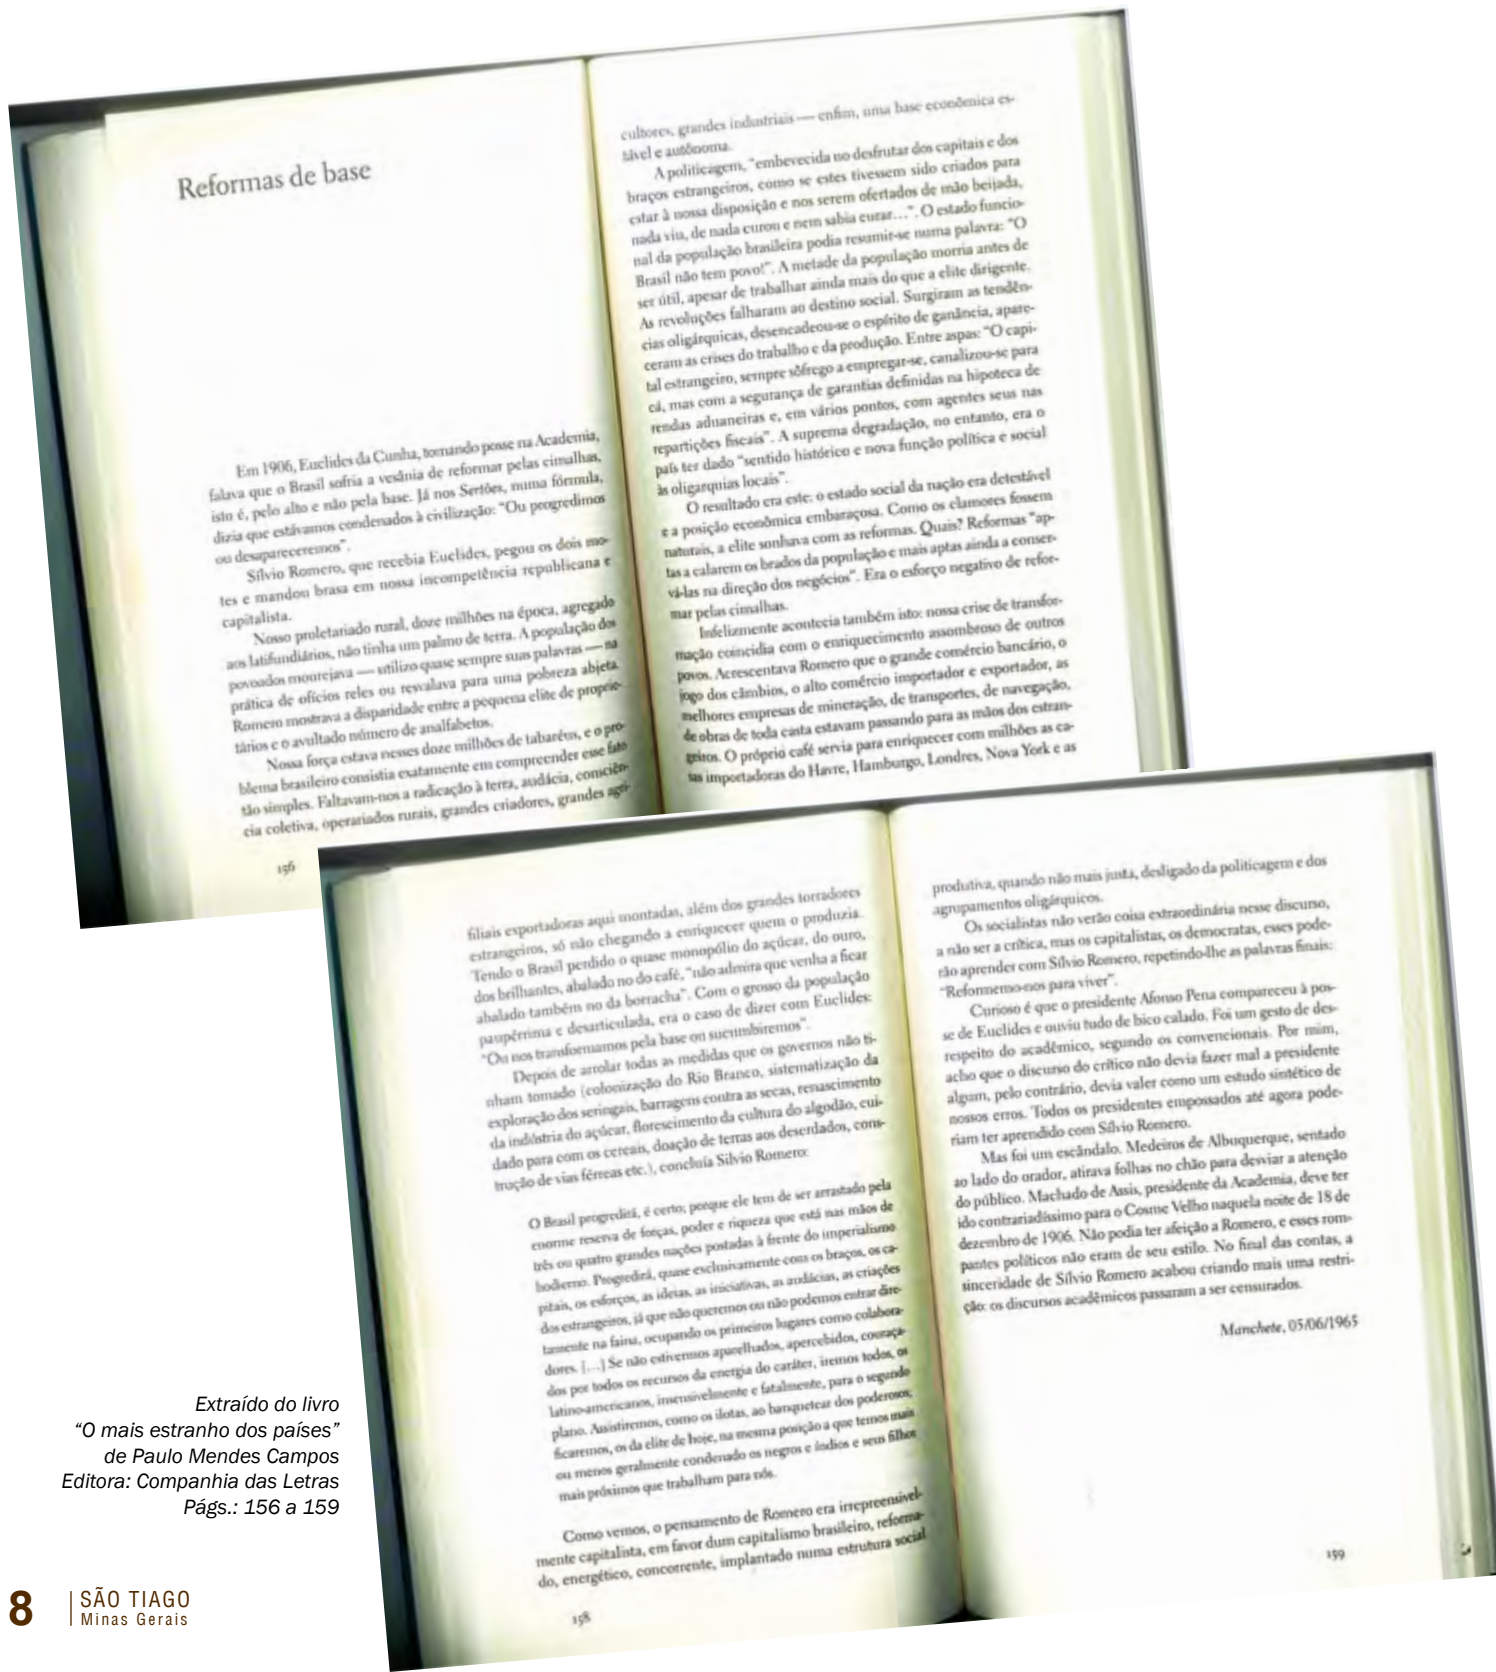 Reformas de base
Em 1906, Euclides da Cunha, tomando posse na Academia,
falava que o Brasil sofria a vesânia de reformar pelas cimalhas,
isto é, pelo alto e não pela base. Já nos Sertões, numa fórmula,
dizia que estávamos condenados à civilização: “Ou progredimos
ou desapareceremos”.
Sílvio Romero, que recebia Euclides, pegou os dois mo-
tes e mandou brasa em nossa incompetência republicana e
capitalista.
Nosso proletariado rural, doze milhões na época, agregado
aos latifundiários, não tinha um palmo de terra. A população dos
povoados mourejava — utilizo quase sempre suas palavras — na
prática de ofícios reles ou resvalava para uma pobreza abjeta.
Romero mostrava a disparidade entre a pequena elite de proprie-
tários e o avultado número de analfabetos.
Nossa força estava nesses doze milhões de tabaréus, e o pro-
blema brasileiro consistia exatamente em compreender esse fato
tão simples. Faltavam-nos a radicação à terra, audácia, consciên-
cia coletiva, operariados rurais, grandes criadores, grandes agri-
156
cultores, grandes industriais — enfim, uma base econômica es-
tável e autônoma.
A politicagem, “embevecida no desfrutar dos capitais e dos
braços estrangeiros, como se estes tivessem sido criados para
estar à nossa disposição e nos serem ofertados de mão beijada,
nada viu, de nada curou e nem sabia curar…”. O estado funcio-
nal da população brasileira podia resumir-se numa palavra: “O
Brasil não tem povo!”. A metade da população morria antes de
ser útil, apesar de trabalhar ainda mais do que a elite dirigente.
As revoluções falharam ao destino social. Surgiram as tendên-
cias oligárquicas, desencadeou-se o espírito de ganância, apare-
ceram as crises do trabalho e da produção. Entre aspas: “O capi-
tal estrangeiro, sempre sôfrego a empregar-se, canalizou-se para
cá, mas com a segurança de garantias definidas na hipoteca de
rendas aduaneiras e, em vários pontos, com agentes seus nas
repartições fiscais”. A suprema degradação, no entanto, era o
país ter dado “sentido histórico e nova função política e social
às oligarquias locais”.
O resultado era este: o estado social da nação era detestável
e a posição econômica embaraçosa. Como os clamores fossem
naturais, a elite sonhava com as reformas. Quais? Reformas “ap-
tas a calarem os brados da população e mais aptas ainda a conser-
vá-las na direção dos negócios”. Era o esforço negativo de refor-
mar pelas cimalhas.
Infelizmente acontecia também isto: nossa crise de transfor-
mação coincidia com o enriquecimento assombroso de outros
povos. Acrescentava Romero que o grande comércio bancário, o
jogo dos câmbios, o alto comércio importador e exportador, as
melhores empresas de mineração, de transportes, de navegação,
de obras de toda casta estavam passando para as mãos dos estran-
geiros. O próprio café servia para enriquecer com milhões as ca-
sas importadoras do Havre, Hamburgo, Londres, Nova York e as
filiais exportadoras aqui montadas, além dos grandes torradores
estrangeiros, só não chegando a enriquecer quem o produzia.
Tendo o Brasil perdido o quase monopólio do açúcar, do ouro,
dos brilhantes, abalado no do café, “não admira que venha a ficar
abalado também no da borracha”. Com o grosso da população
paupérrima e desarticulada, era o caso de dizer com Euclides:
“Ou nos transformamos pela base ou sucumbiremos”.
Depois de arrolar todas as medidas que os governos não ti-
nham tomado (colonização do Rio Branco, sistematização da
exploração dos seringais, barragens contra as secas, renascimento
da indústria do açúcar, florescimento da cultura do algodão, cui-
dado para com os cereais, doação de terras aos deserdados, cons-
trução de vias férreas etc.), concluía Sílvio Romero:
O Brasil progredirá, é certo; porque ele tem de ser arrastado pela
enorme reserva de forças, poder e riqueza que está nas mãos de
três ou quatro grandes nações postadas à frente do imperialismo
hodierno. Progredirá, quase exclusivamente com os braços, os ca-
pitais, os esforços, as ideias, as iniciativas, as audácias, as criações
dos estrangeiros, já que não queremos ou não podemos entrar dire-
tamente na faina, ocupando os primeiros lugares como colabora-
dores. […] Se não estivermos aparelhados, apercebidos, couraça-
dos por todos os recursos da energia do caráter, iremos todos, os
latino-americanos, insensivelmente e fatalmente, para o segundo
plano. Assistiremos, como os ilotas, ao banquetear dos poderosos;
ficaremos, os da elite de hoje, na mesma posição a que temos mais
ou menos geralmente condenado os negros e índios e seus filhos
mais próximos que trabalham para nós.
Como vemos, o pensamento de Romero era irrepreensivel-
mente capitalista, em favor dum capitalismo brasileiro, reforma-
do, energético, concorrente, implantado numa estrutura social
158
produtiva, quando não mais justa, desligado da politicagem e dos
agrupamentos oligárquicos.
Os socialistas não verão coisa extraordinária nesse discurso,
a não ser a crítica, mas os capitalistas, os democratas, esses pode-
rão aprender com Sílvio Romero, repetindo-lhe as palavras finais:
“Reformemo-nos para viver”.
Curioso é que o presidente Afonso Pena compareceu à pos-
se de Euclides e ouviu tudo de bico calado. Foi um gesto de des-
respeito do acadêmico, segundo os convencionais. Por mim,
acho que o discurso do crítico não devia fazer mal a presidente
algum, pelo contrário, devia valer como um estudo sintético de
nossos erros. Todos os presidentes empossados até agora pode-
riam ter aprendido com Sílvio Romero.
Mas foi um escândalo. Medeiros de Albuquerque, sentado
ao lado do orador, atirava folhas no chão para desviar a atenção
do público. Machado de Assis, presidente da Academia, deve ter
ido contrariadíssimo para o Cosme Velho naquela noite de 18 de
dezembro de 1906. Não podia ter afeição a Romero, e esses rom-
pantes políticos não eram de seu estilo. No final das contas, a
sinceridade de Sílvio Romero acabou criando mais uma restri-
ção: os discursos acadêmicos passaram a ser censurados.
Manchete, 05/06/1965
159
Extraído do livro
“O mais estranho dos países”
de Paulo Mendes Campos
Editora: Companhia das Letras
Págs.: 156 a 159
8
SÃO TIAGO
Minas Gerais